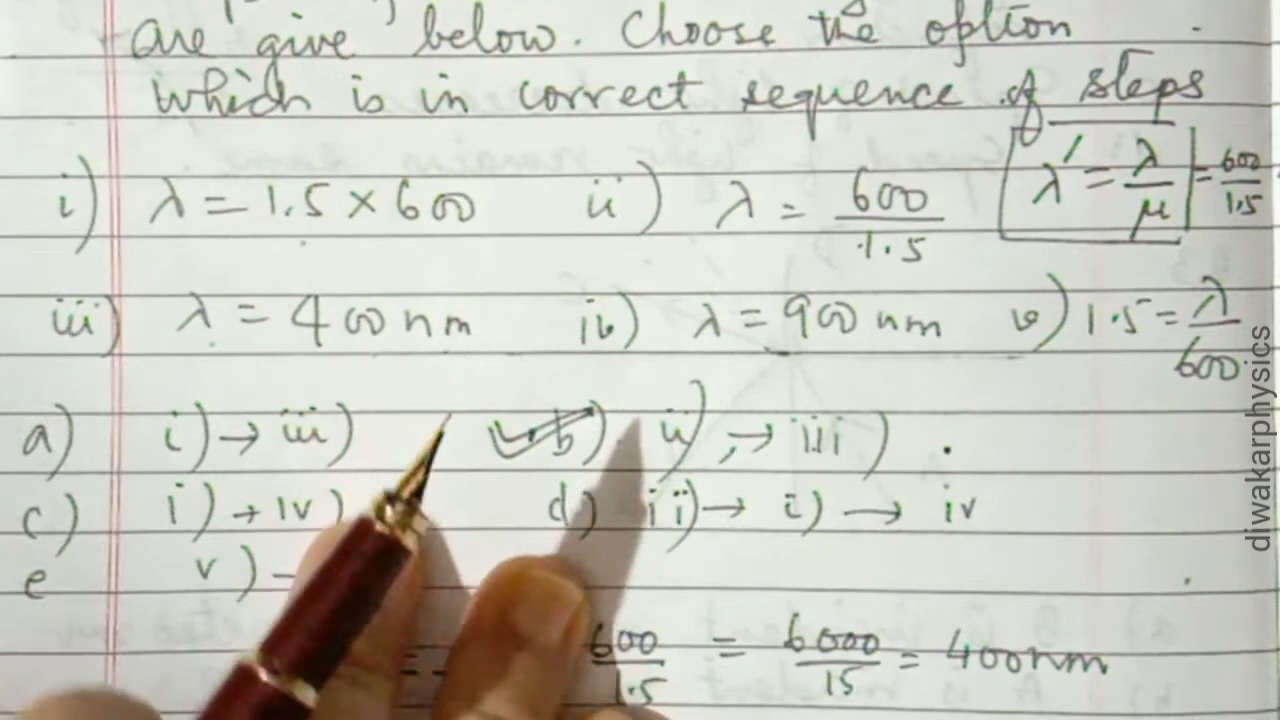 are give below. Choose the option
which is in correct sequence of steps
i) λ = 1.5 × 600 ii) λ = 600/1.5 λ' = λ/μ = 600/1.5
iii) λ = 400 nm iv) λ = 900 nm v) 1.5 = λ/600
a) i) → iii) b) ii) → iii)
c) i) → iv) d) ii) → i) → iv
e v) –
= 600/1.5 = 6000/15 = 400nm
diwakarphysics